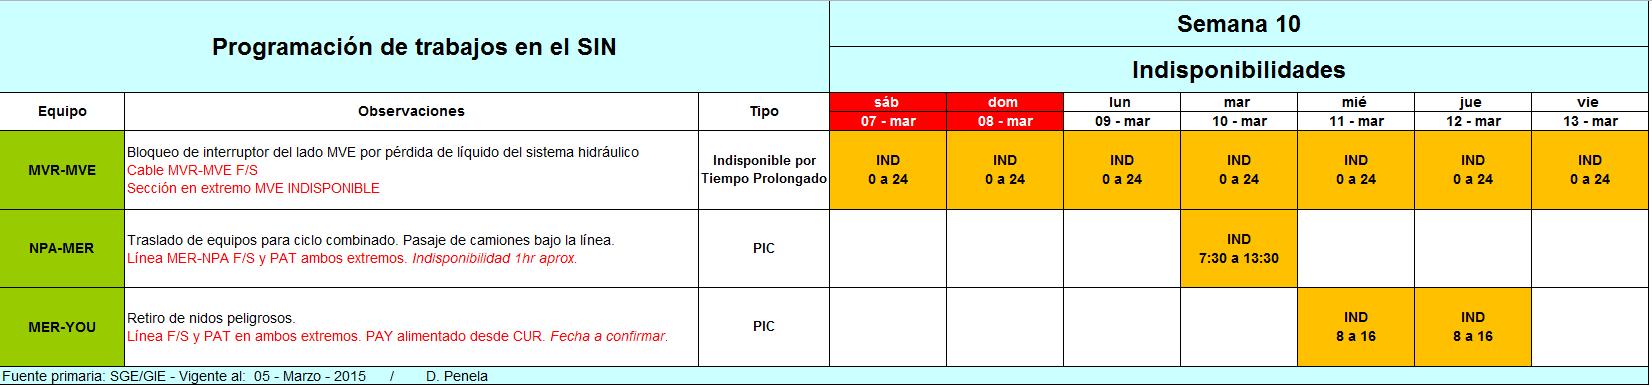 Programación de trabajos en el SIN
Semana 10
Indisponibilidades
Equipo Observaciones Tipo
sáb dom lun mar mié jue vie
07 - mar 08 - mar 09 - mar 10 - mar 11 - mar 12 - mar 13 - mar
MVR-MVE
Bloqueo de interruptor del lado MVE por pérdida de líquido del sistema hidráulico
Cable MVR-MVE F/S
Sección en extremo MVE INDISPONIBLE
Indisponible por
Tiempo Prolongado
IND IND IND IND IND IND IND
0 a 24 0 a 24 0 a 24 0 a 24 0 a 24 0 a 24 0 a 24
NPA-MER
Traslado de equipos para ciclo combinado. Pasaje de camiones bajo la línea.
Línea MER-NPA F/S y PAT ambos extremos. Indisponibilidad 1hr aprox.
PIC
IND
7:30 a 13:30
MER-YOU
Retiro de nidos peligrosos.
Línea F/S y PAT en ambos extremos. PAY alimentado desde CUR. Fecha a confirmar.
PIC
IND IND
8 a 16 8 a 16
Fuente primaria: SGE/GIE - Vigente al: 05 - Marzo - 2015 / D. Penela